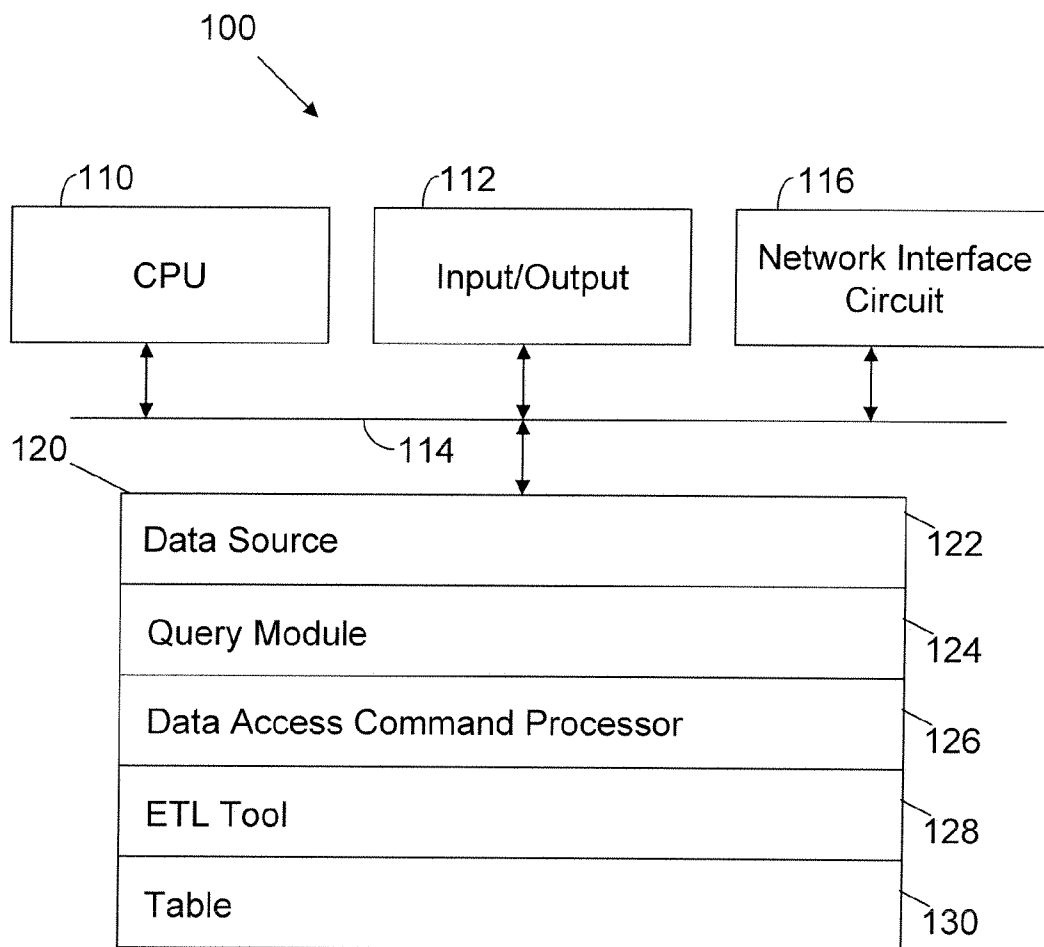 100
110
112
116
CPU
Input/Output
Network Interface
Circuit
120
114
Data Source
122
Query Module
124
Data Access Command Processor
126
ETL Tool
128
Table
130